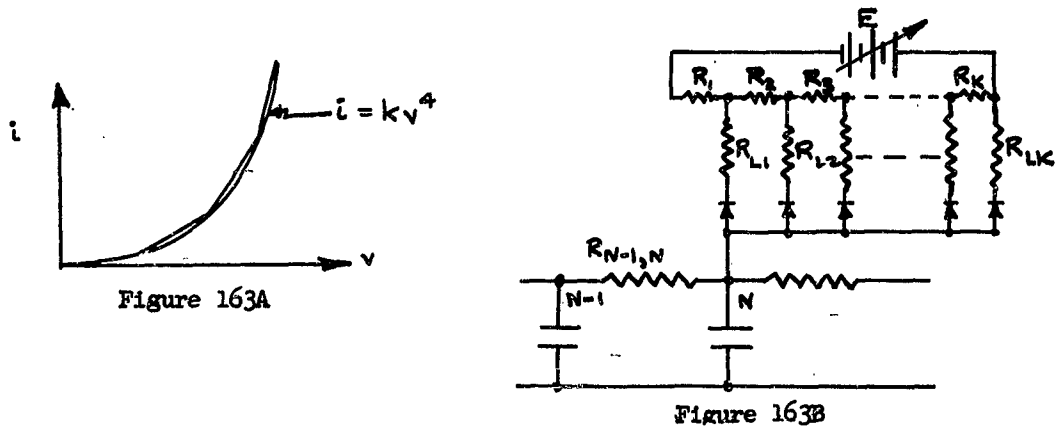 i
i = kv⁴
v
Figure 163A
E
R₁ R₂ R₃ R_K
R_L1 R_L2 R_LK
R_N-1,N
N-1
N
Figure 163B